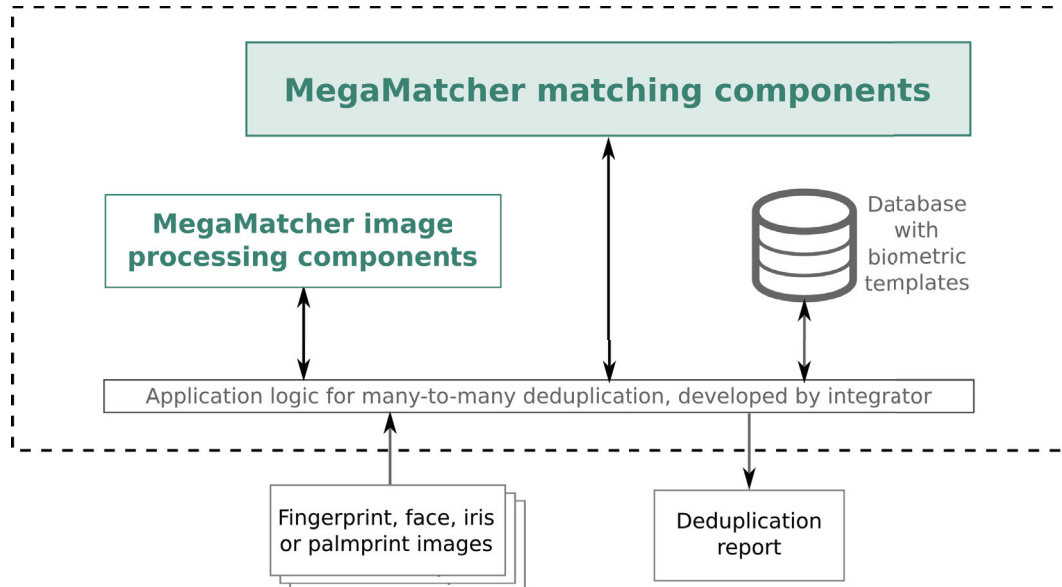 MegaMatcher matching components
MegaMatcher image
processing components
Database
with
biometric
templates
Application logic for many-to-many deduplication, developed by integrator
Fingerprint, face, iris
or palmprint images
Deduplication
report